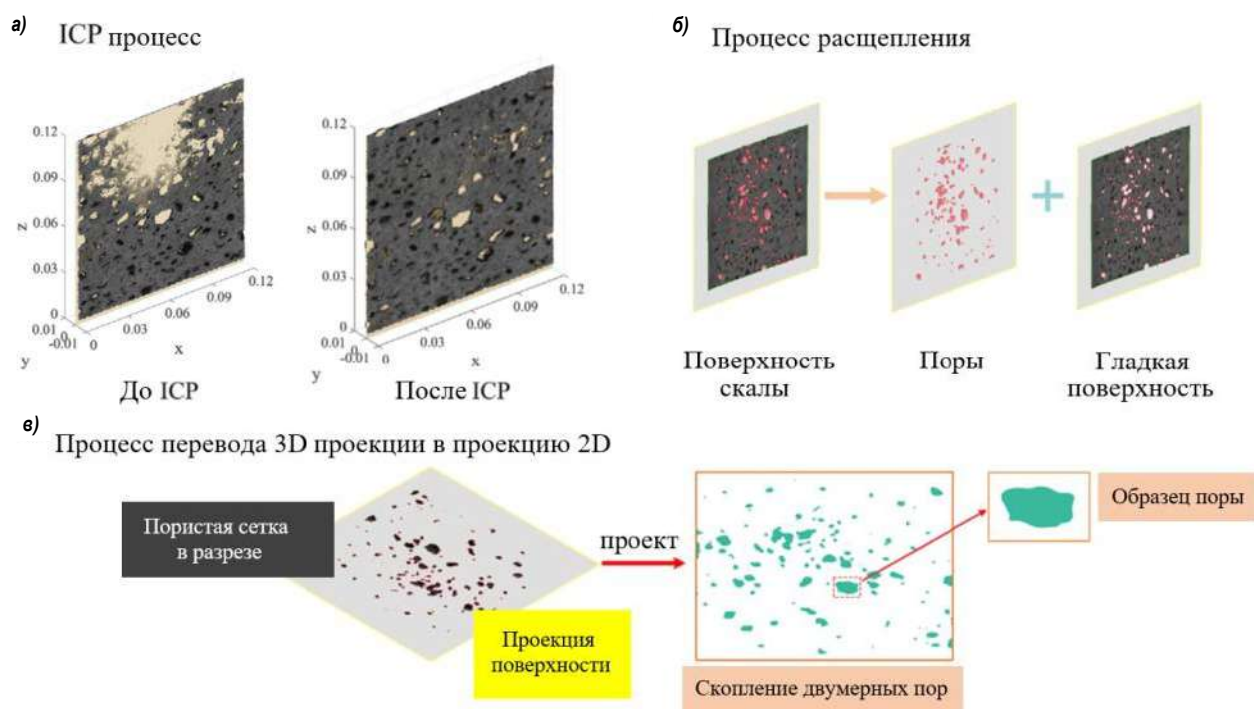 а)
ICP процесс
0.12
0.09
0.06
0.03
0
0.01
0
-0.01
0
0.03
0.06
0.09
0.12
z
y
x
До ICP
0.12
0.09
0.06
0.03
0
0.01
0
-0.01
0
0.03
0.06
0.09
0.12
z
y
x
После ICP
б)
Процесс расщепления
+
Поверхность
скалы
Поры
Гладкая
поверхность
в)
Процесс перевода 3D проекции в проекцию 2D
Пористая сетка
в разрезе
Проекция
поверхности
проект
Скопление двумерных пор
Образец поры